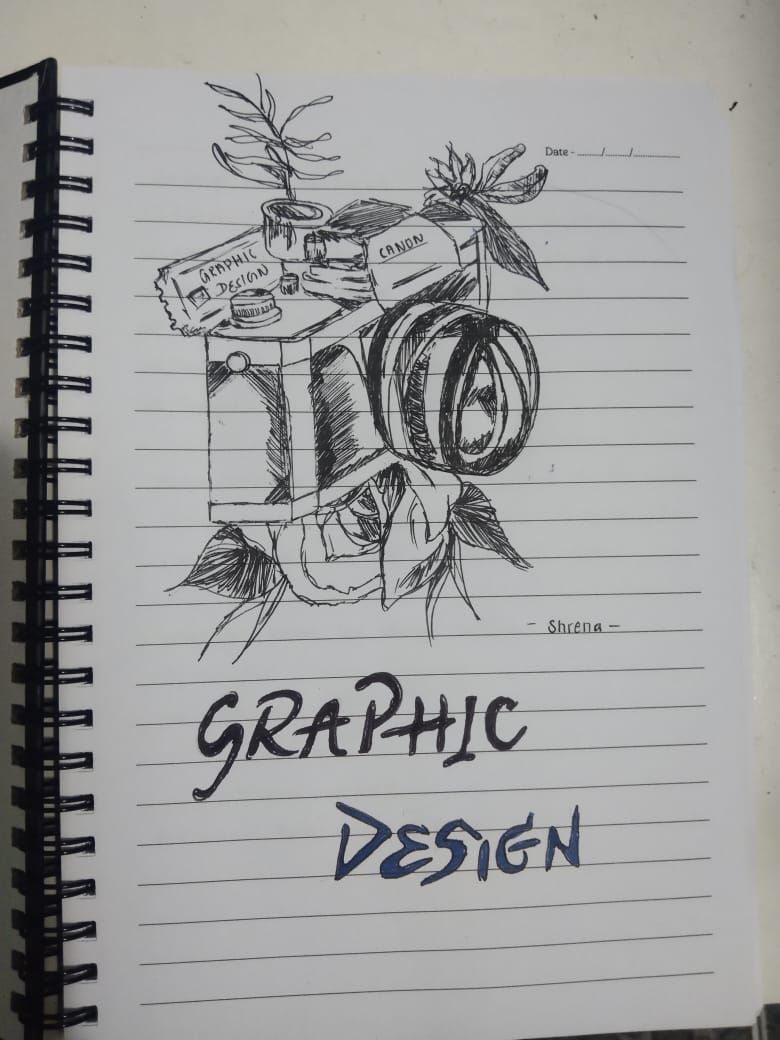 Date - ....../....../..............
CANON
GRAPHIC
DESIGN
- Shrena -
GRAPHIC
DESIGN